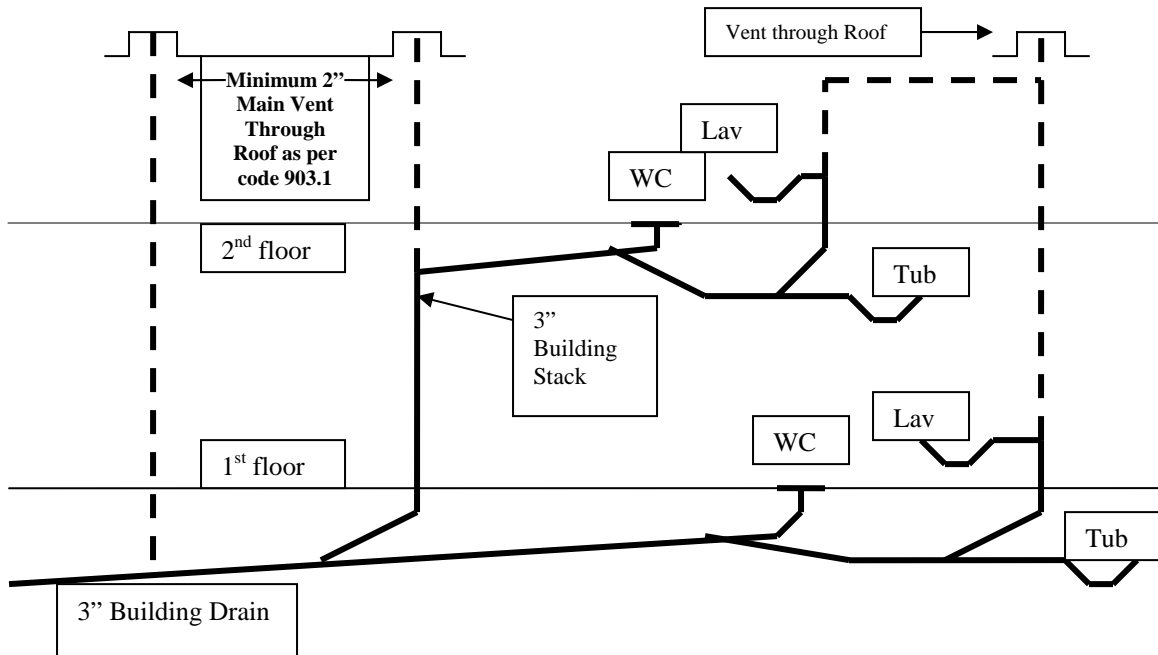 Vent through Roof
Minimum 2”
Main Vent
Through
Roof as per
code 903.1
Lav
WC
2nd floor
Tub
3”
Building
Stack
Lav
WC
1st floor
Tub
3” Building Drain